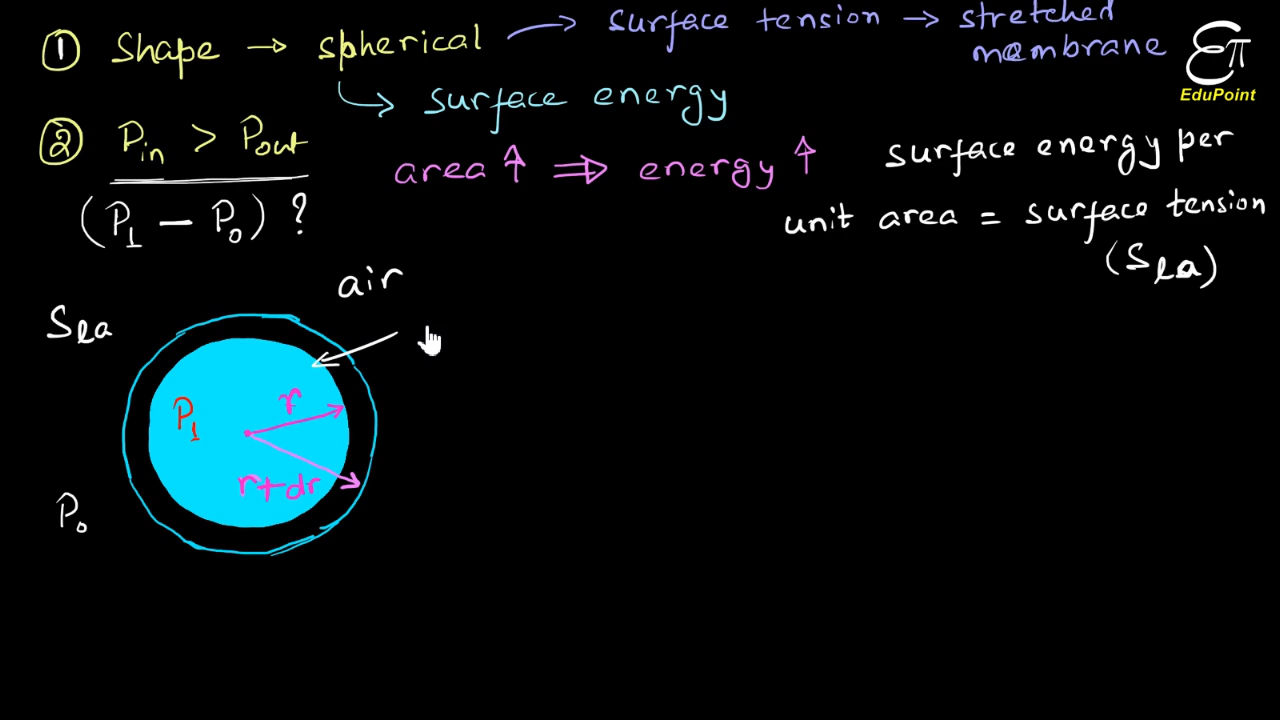 ① Shape → spherical → surface tension → stretched membrane
↳ surface energy
επ
EduPoint
② Pin > Pout
area ↑ ⇒ energy ↑
surface energy per
unit area = surface tension
(Sla)
(P1 – P0) ?
air
Sla
P1
r
r+dr
P0